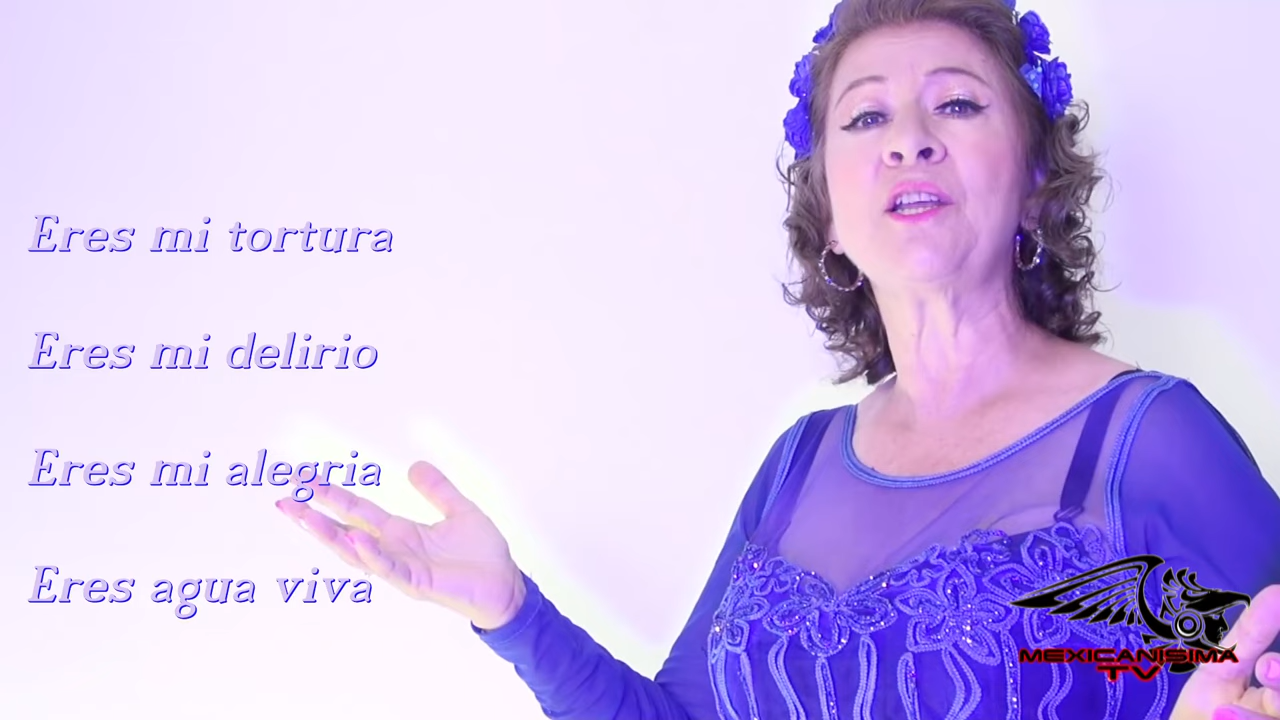 Eres mi tortura
Eres mi delirio
Eres mi alegria
Eres agua viva
MEXICANISIMA
TV